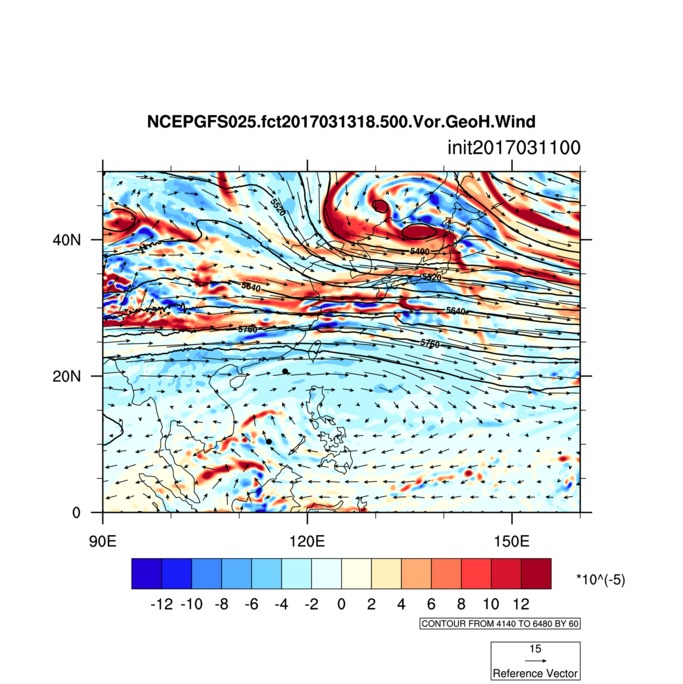 NCEPGFS025.fct2017031318.500.Vor.GeoH.Wind
init2017031100
5520
40N
5400
5520
5640
5640
5760
5760
20N
0
90E 120E 150E
-12 -10 -8 -6 -4 -2 0 2 4 6 8 10 12
*10^(-5)
CONTOUR FROM 4140 TO 6480 BY 60
15
Reference Vector